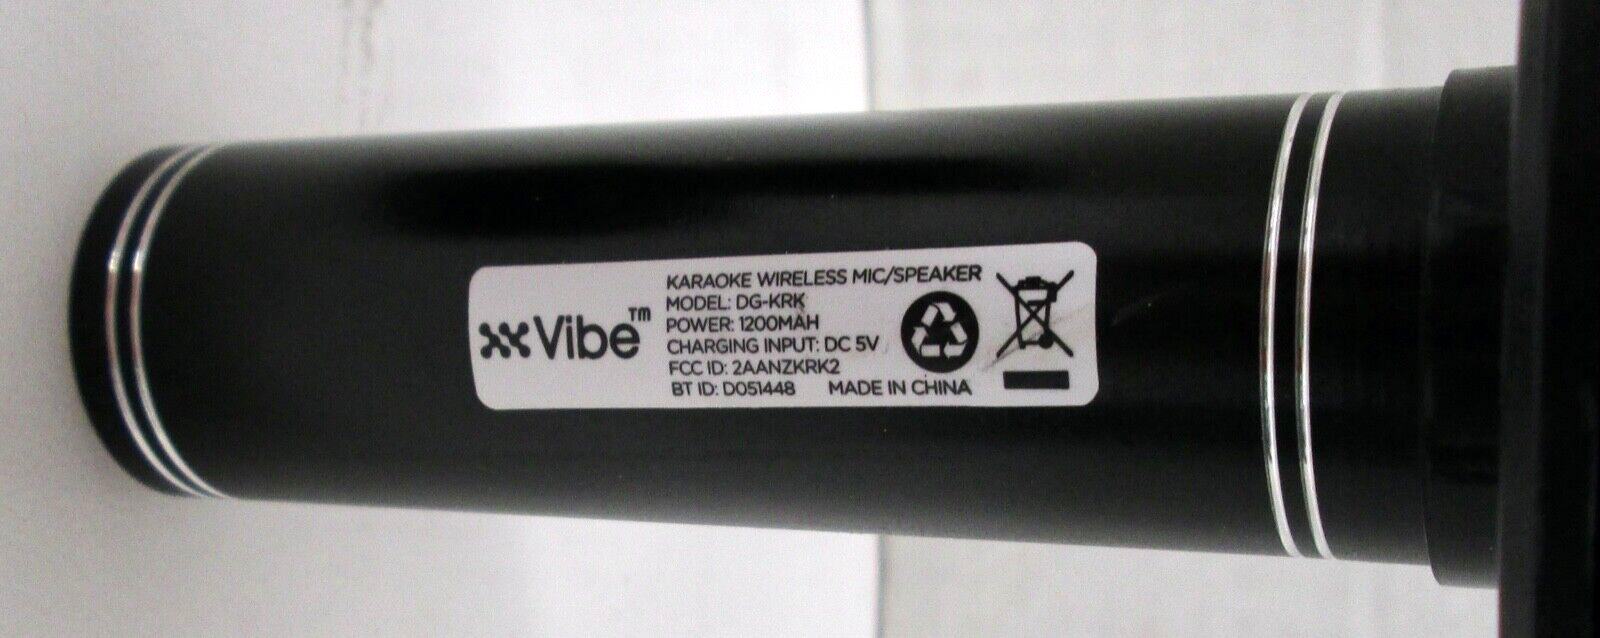 Vibe™
KARAOKE WIRELESS MIC/SPEAKER
MODEL: DG-KRK
POWER: 1200MAH
CHARGING INPUT: DC 5V
FCC ID: 2AANZKRK2
BT ID: D051448 MADE IN CHINA